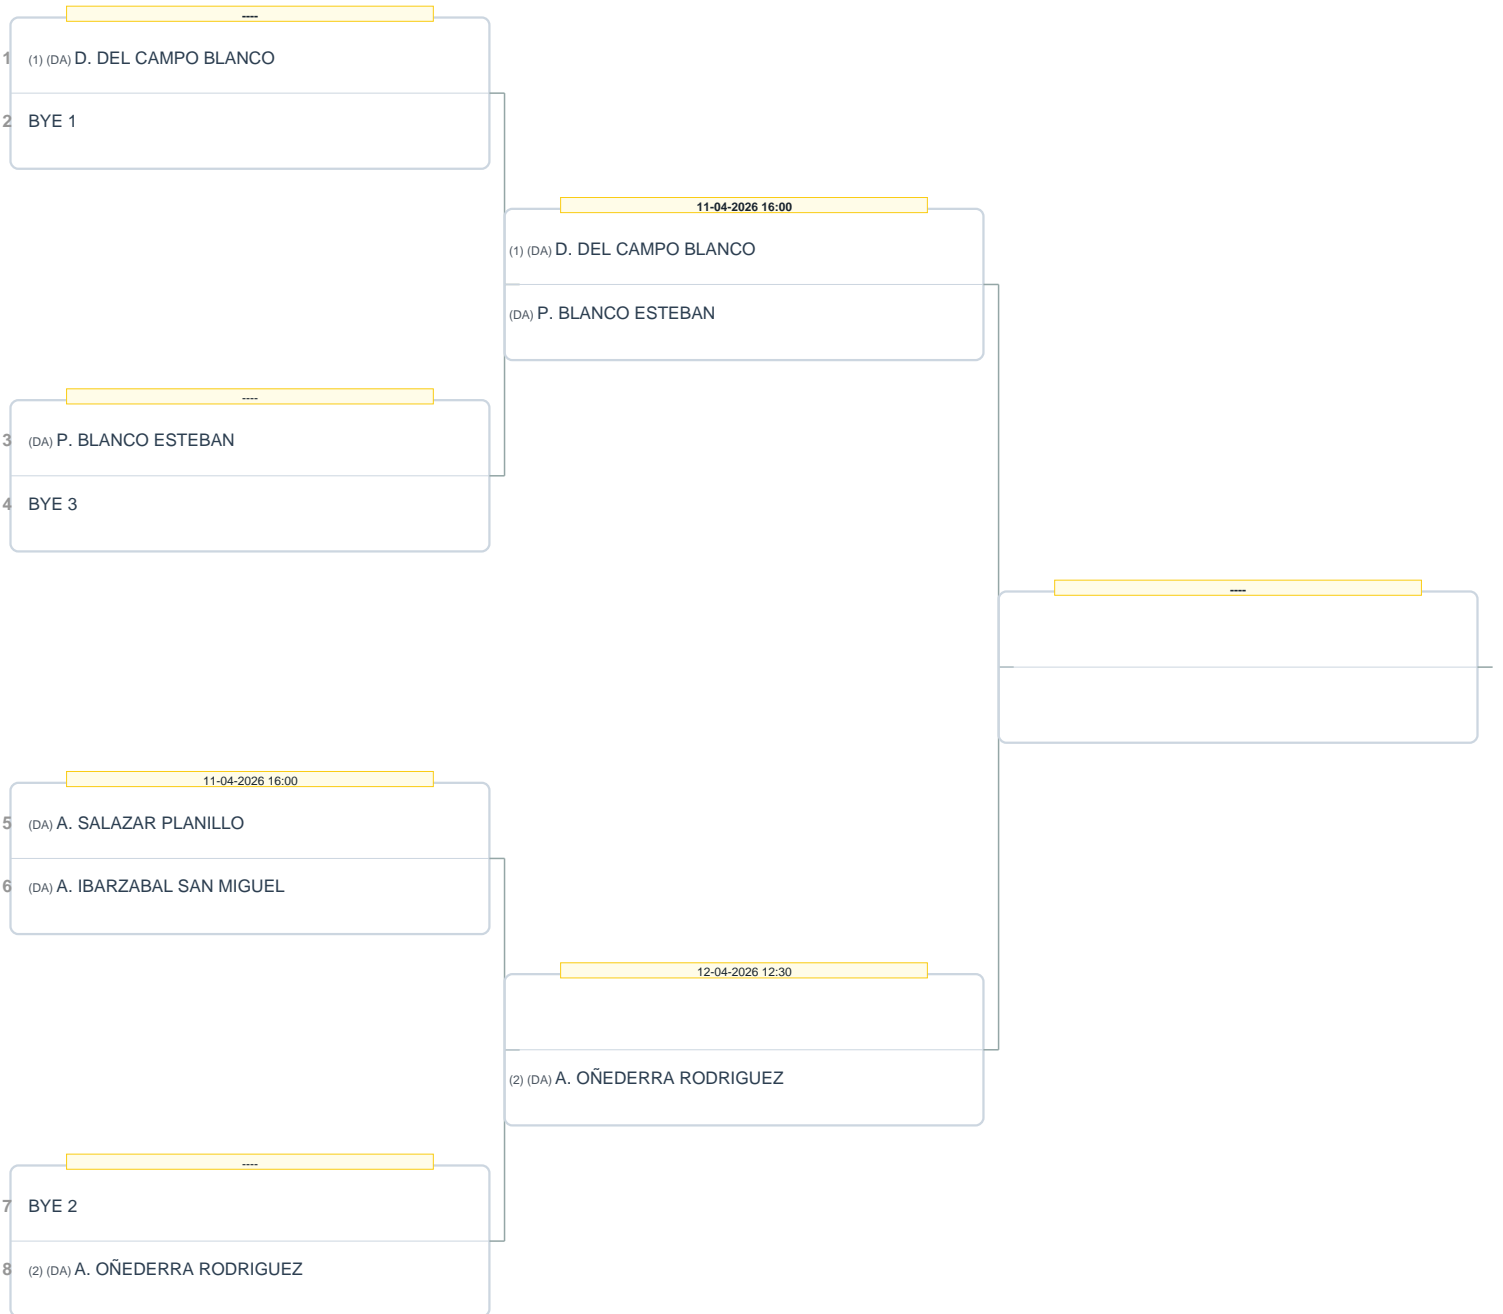 ----
1 (1) (DA) D. DEL CAMPO BLANCO
2 BYE 1
11-04-2026 16:00
(1) (DA) D. DEL CAMPO BLANCO
(DA) P. BLANCO ESTEBAN
----
3 (DA) P. BLANCO ESTEBAN
4 BYE 3
----
11-04-2026 16:00
5 (DA) A. SALAZAR PLANILLO
6 (DA) A. IBARZABAL SAN MIGUEL
12-04-2026 12:30
(2) (DA) A. OÑEDERRA RODRIGUEZ
----
7 BYE 2
8 (2) (DA) A. OÑEDERRA RODRIGUEZ